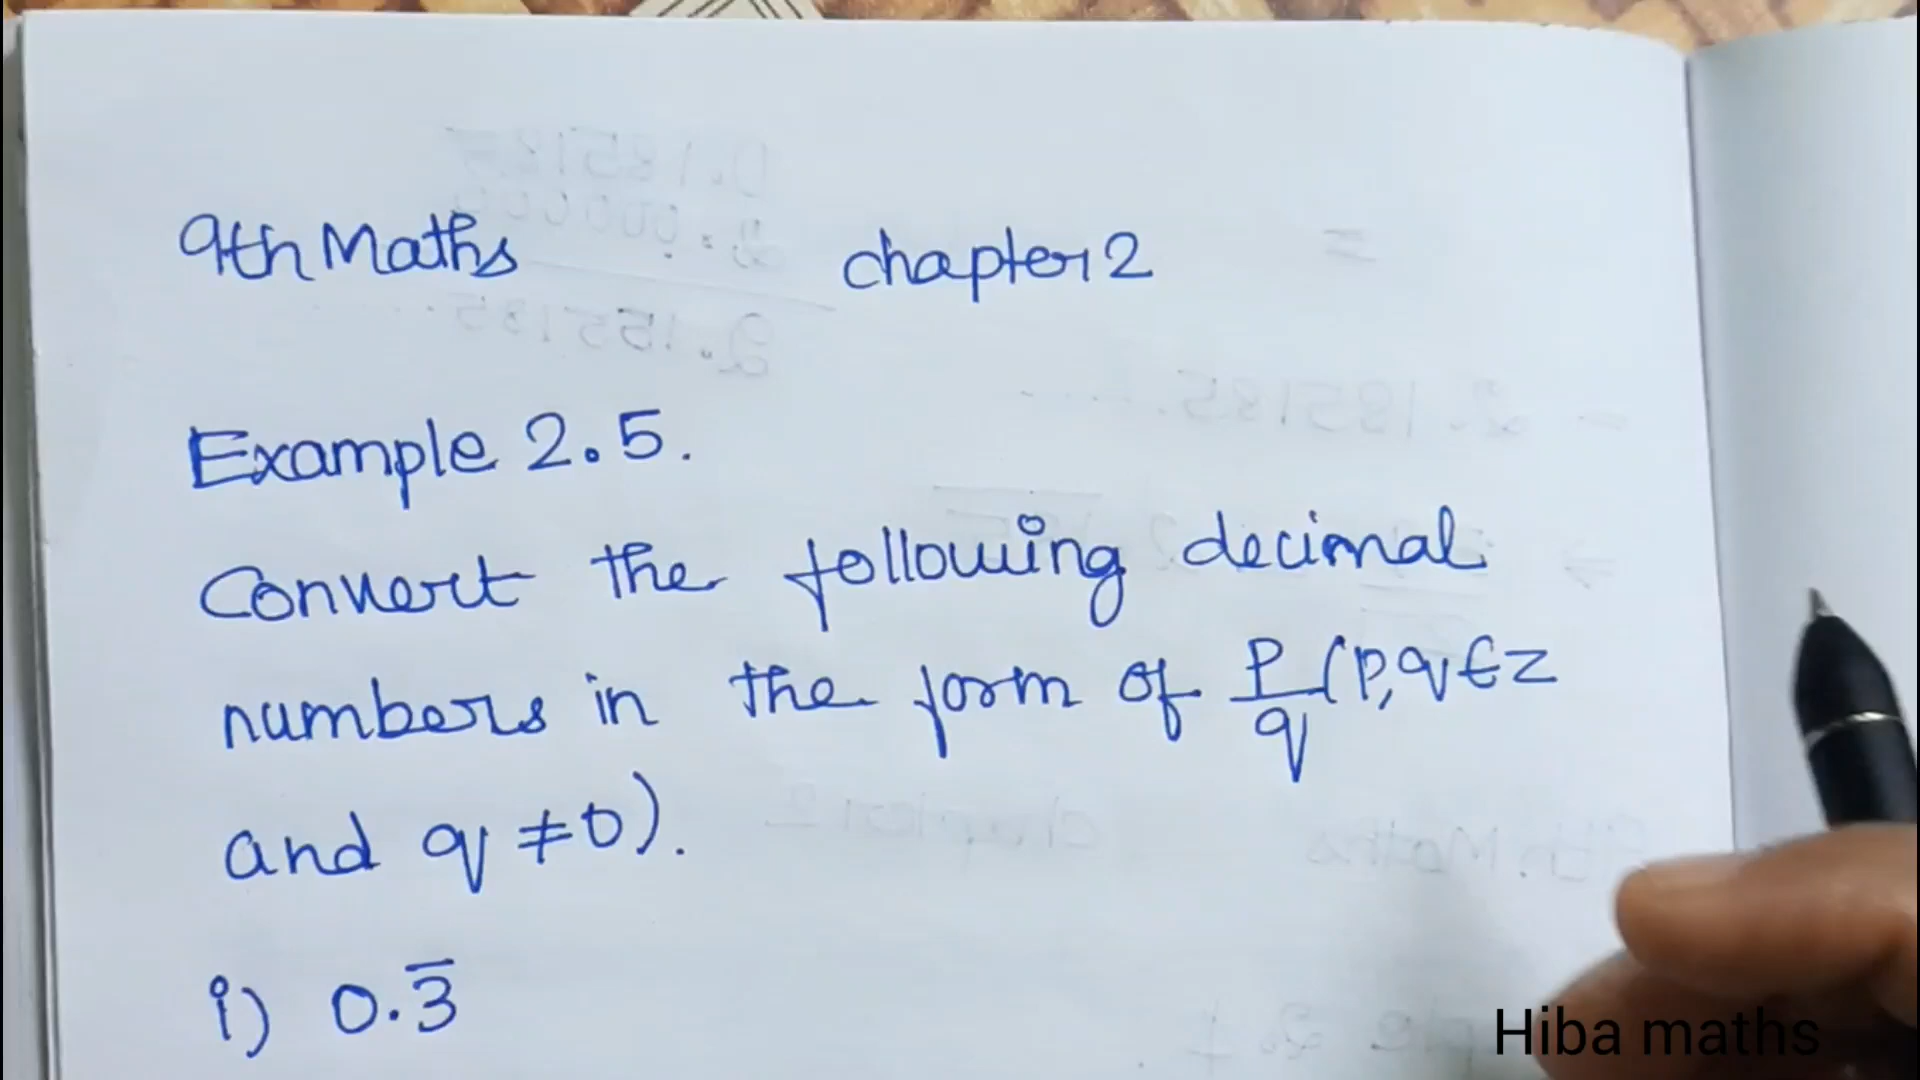 9th Maths chapter 2
Example 2.5.
Convert the following decimal
numbers in the form of p/q (p,q∈z
and q ≠ 0).
i) 0.3̅
Hiba maths